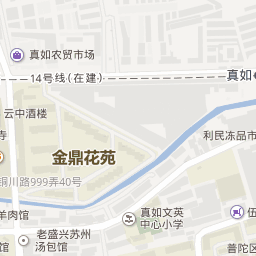 真如农贸市场
14号线(在建)
真如
云中酒楼
寺
利民冻品市
金鼎花苑
铜川路999弄40号
羊肉馆
真如文英
中心小学
伍
老盛兴苏州
汤包馆
普陀区